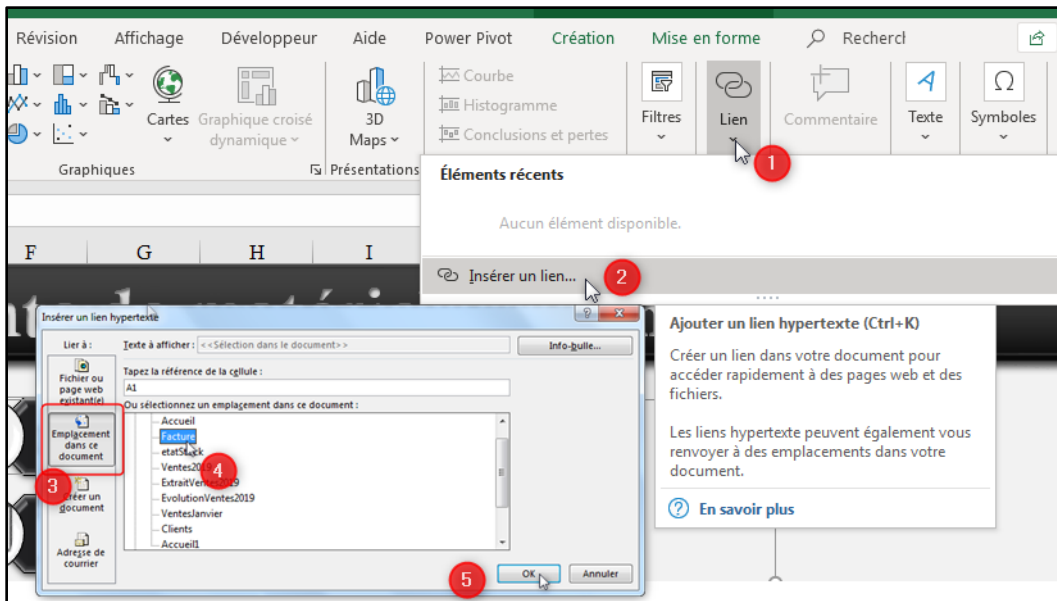 Révision Affichage Développeur Aide Power Pivot Création Mise en forme Recherch
Cartes
Graphique croisé
dynamique
3D
Maps
Courbe
Histogramme
Conclusions et pertes
Filtres
Lien
Commentaire
Texte
Symboles
Graphiques
Présentations
1
Éléments récents
Aucun élément disponible.
F G H I
Insérer un lien...
2
Insérer un lien hypertexte
Lier à :
Texte à afficher :
<<Sélection dans le document>>
Info-bulle...
Fichier ou
page web
existant(e)
Tapez la référence de la cellule :
A1
Ou sélectionnez un emplacement dans ce document :
Emplacement
dans ce
document
3
Créer un
document
Adresse de
courrier
Accueil
Facture
etatStock
4
Ventes2019
ExtraitVentes2019
EvolutionVentes2019
VentesJanvier
Clients
Accueil1
5
OK
Annuler
Ajouter un lien hypertexte (Ctrl+K)
Créer un lien dans votre document pour
accéder rapidement à des pages web et des
fichiers.
Les liens hypertexte peuvent également vous
renvoyer à des emplacements dans votre
document.
En savoir plus